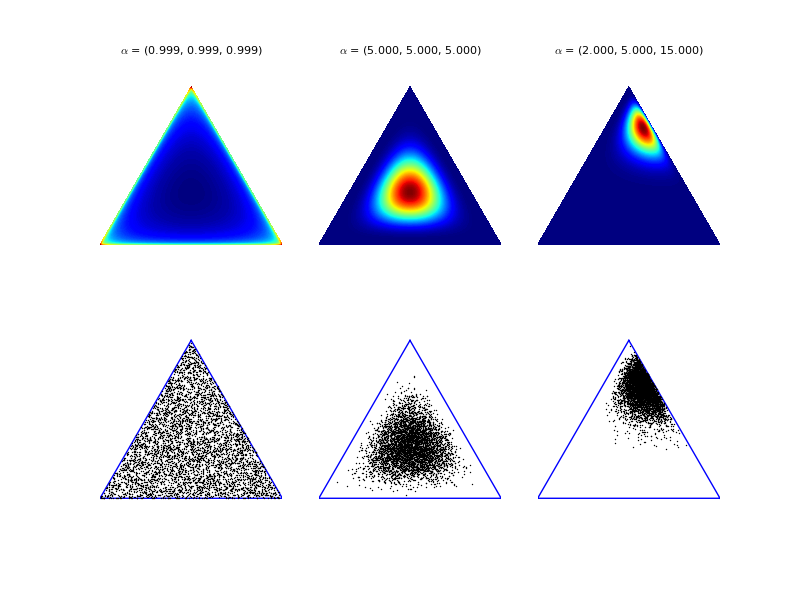 α = (0.999, 0.999, 0.999)
α = (5.000, 5.000, 5.000)
α = (2.000, 5.000, 15.000)